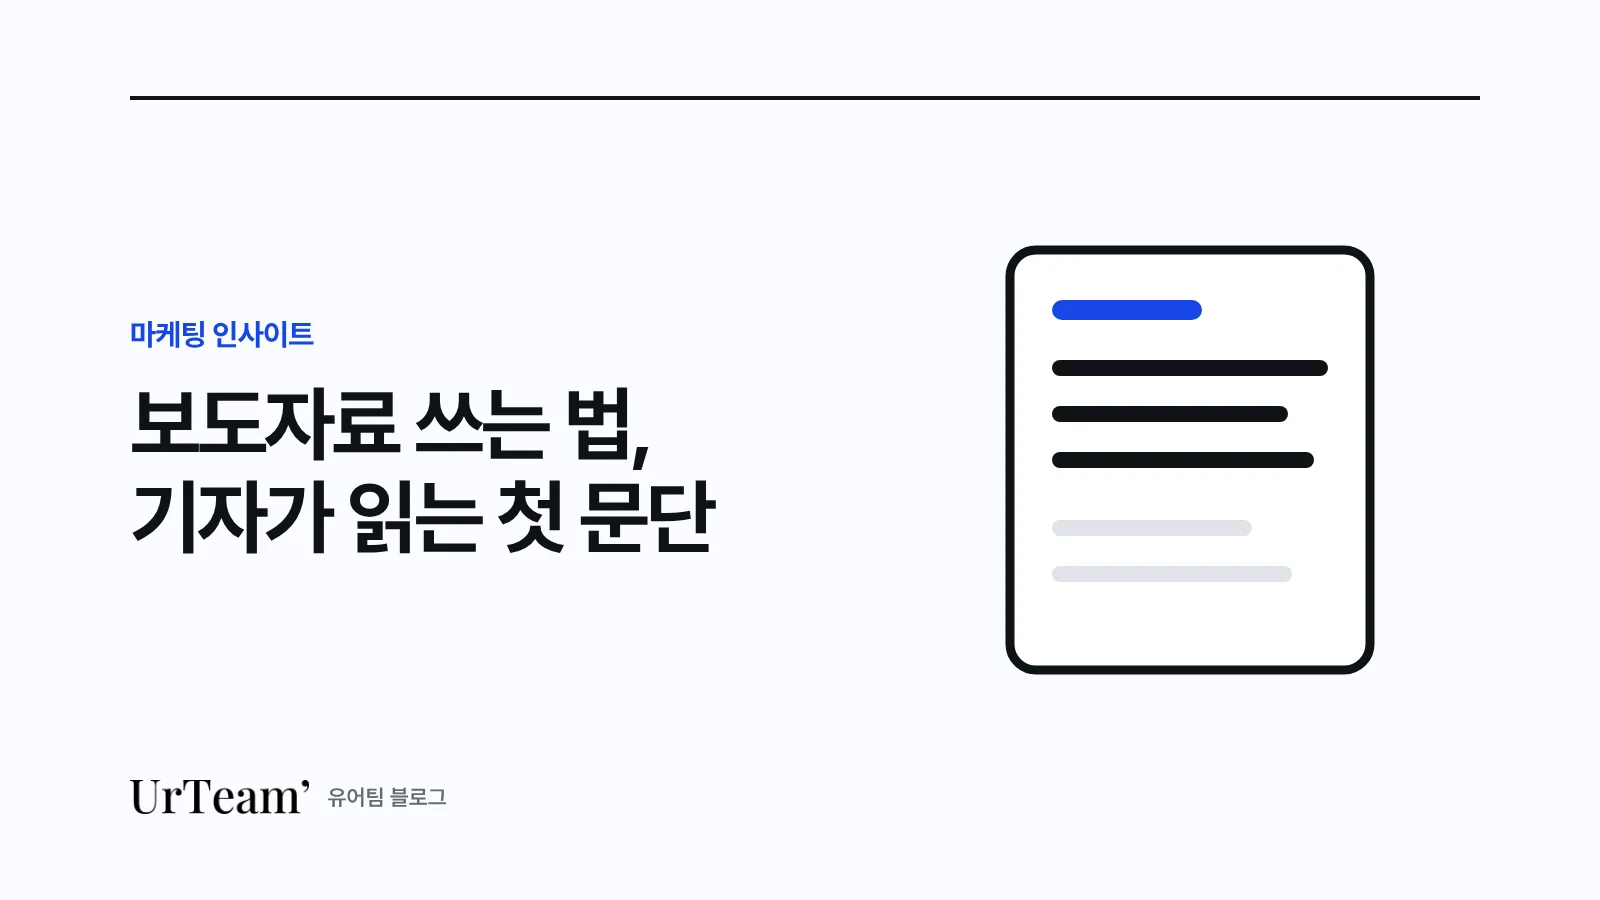 마케팅 인사이트
보도자료 쓰는 법,
기자가 읽는 첫 문단
UrTeam’ 유어팀 블로그